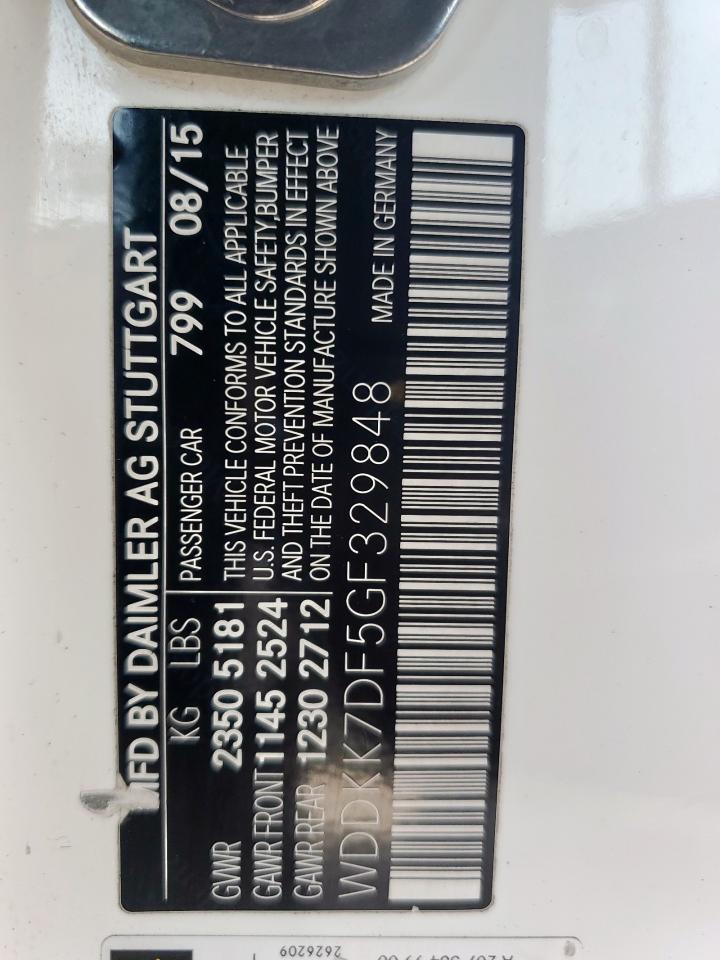 MFD BY DAIMLER AG STUTTGART
KG LBS PASSENGER CAR 799 08/15
GVWR 2350 5181 THIS VEHICLE CONFORMS TO ALL APPLICABLE
GAWR FRONT 1145 2524 U.S. FEDERAL MOTOR VEHICLE SAFETY,BUMPER
GAWR REAR 1230 2712 AND THEFT PREVENTION STANDARDS IN EFFECT
ON THE DATE OF MANUFACTURE SHOWN ABOVE
WDDKK7DF5GF329848 MADE IN GERMANY
2626209